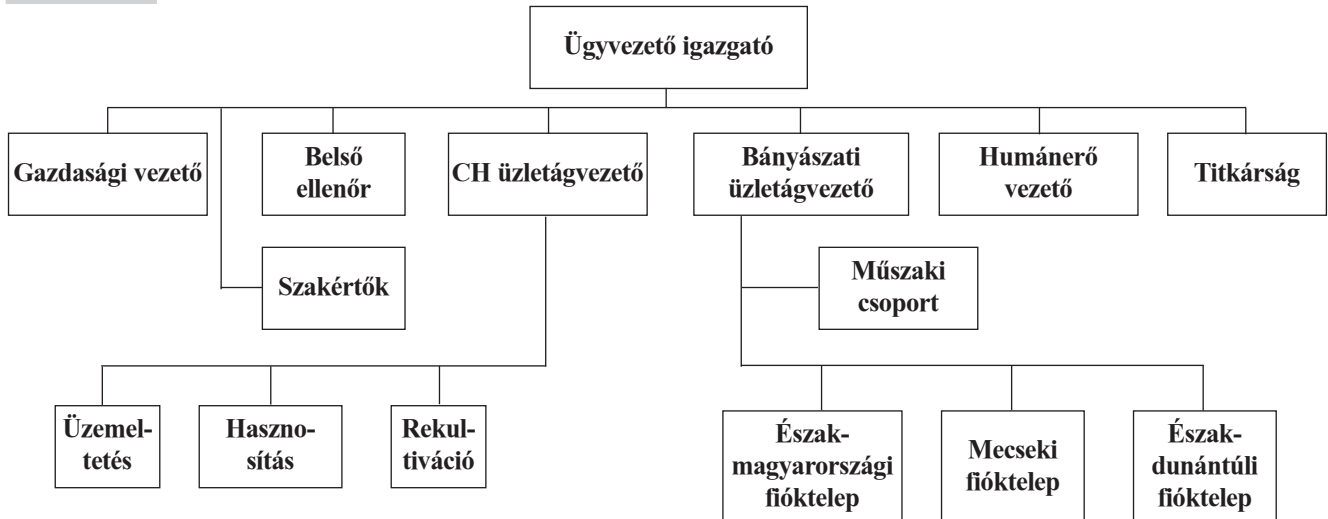 Ügyvezető igazgató
Gazdasági vezető
Belső
ellenőr
CH üzletágvezető
Bányászati
üzletágvezető
Humánerő
vezető
Titkárság
Szakértők
Műszaki
csoport
Üzemel-
tetés
Haszno-
sítás
Rekul-
tiváció
Észak-
magyarországi
fióktelep
Mecseki
fióktelep
Észak-
dunántúli
fióktelep